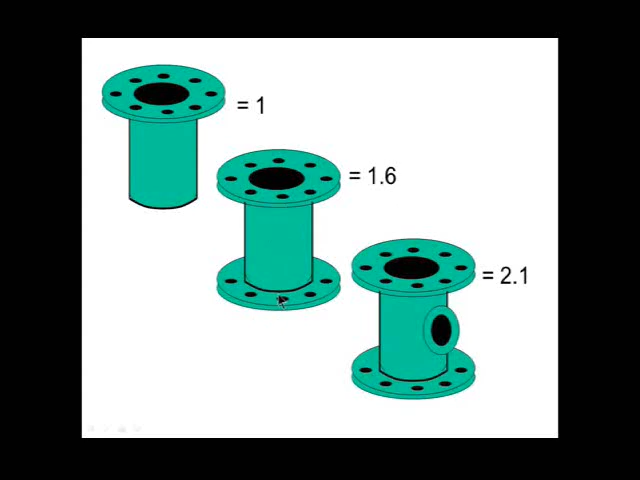 = 1
= 1.6
= 2.1